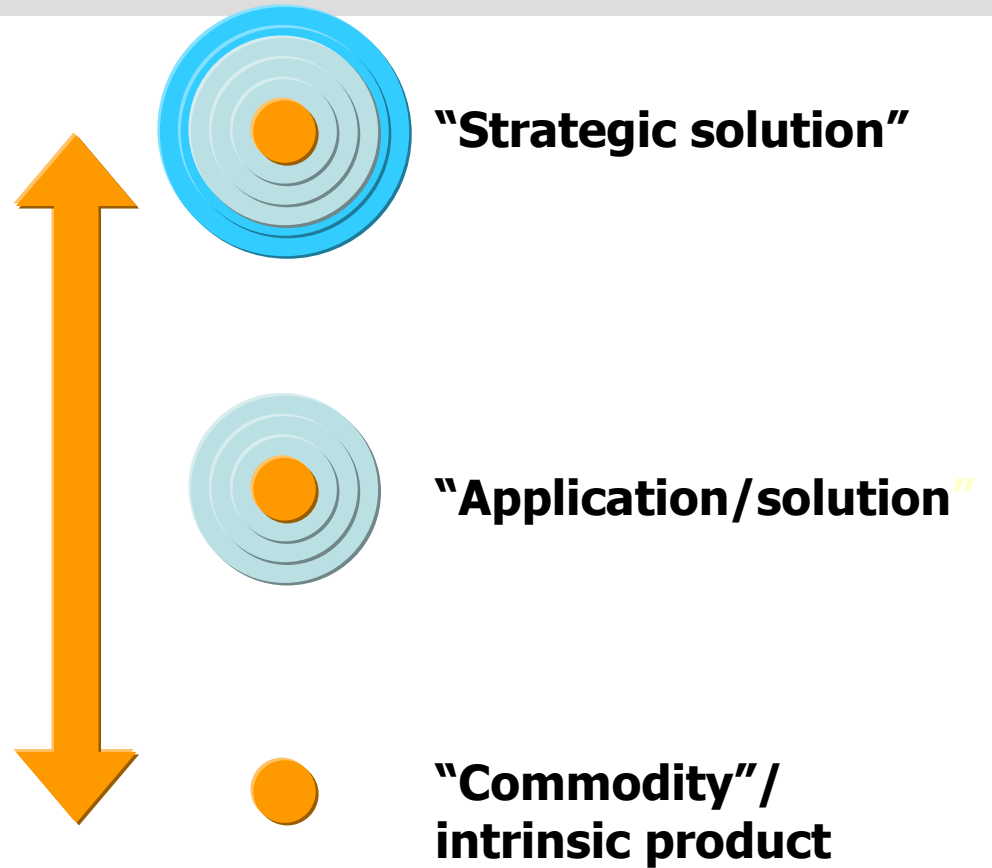 “Strategic solution”
“Application/solution”
“Commodity”/
intrinsic product